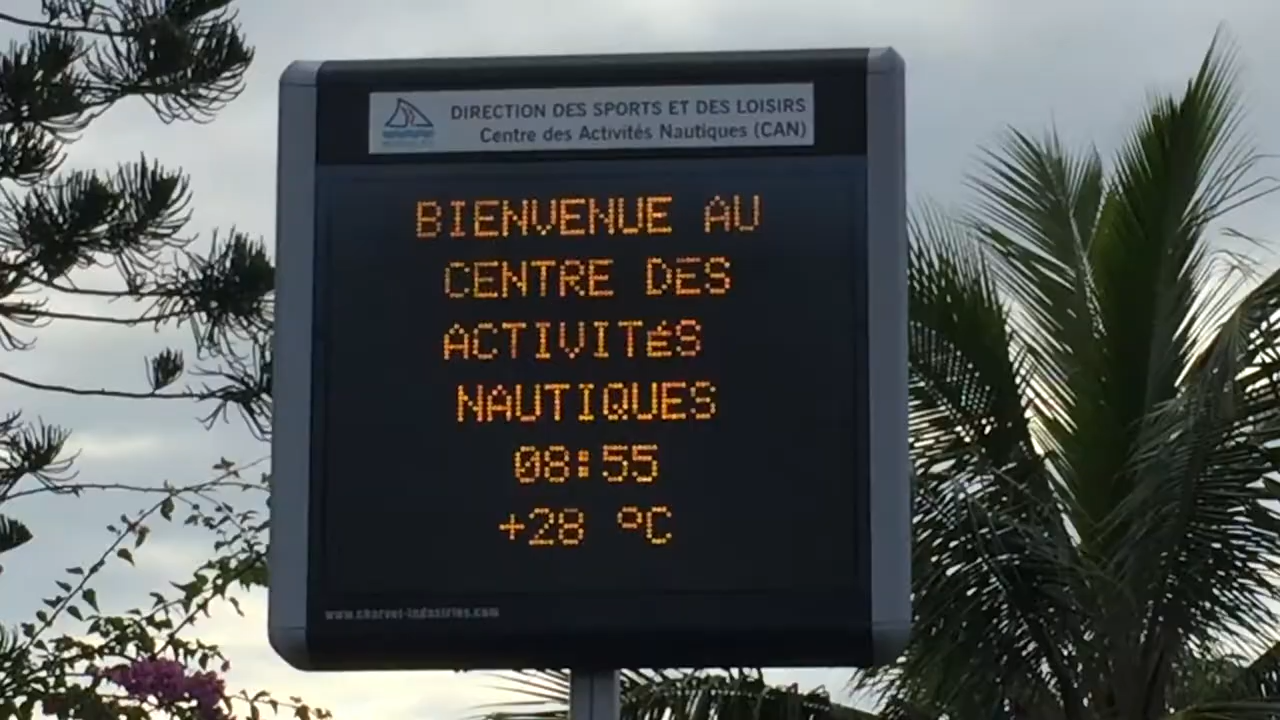 DIRECTION DES SPORTS ET DES LOISIRS
Centre des Activités Nautiques (CAN)
BIENVENUE AU
CENTRE DES
ACTIVITéS
NAUTIQUES
08:55
+28 ºC
www.charvet-industries.com